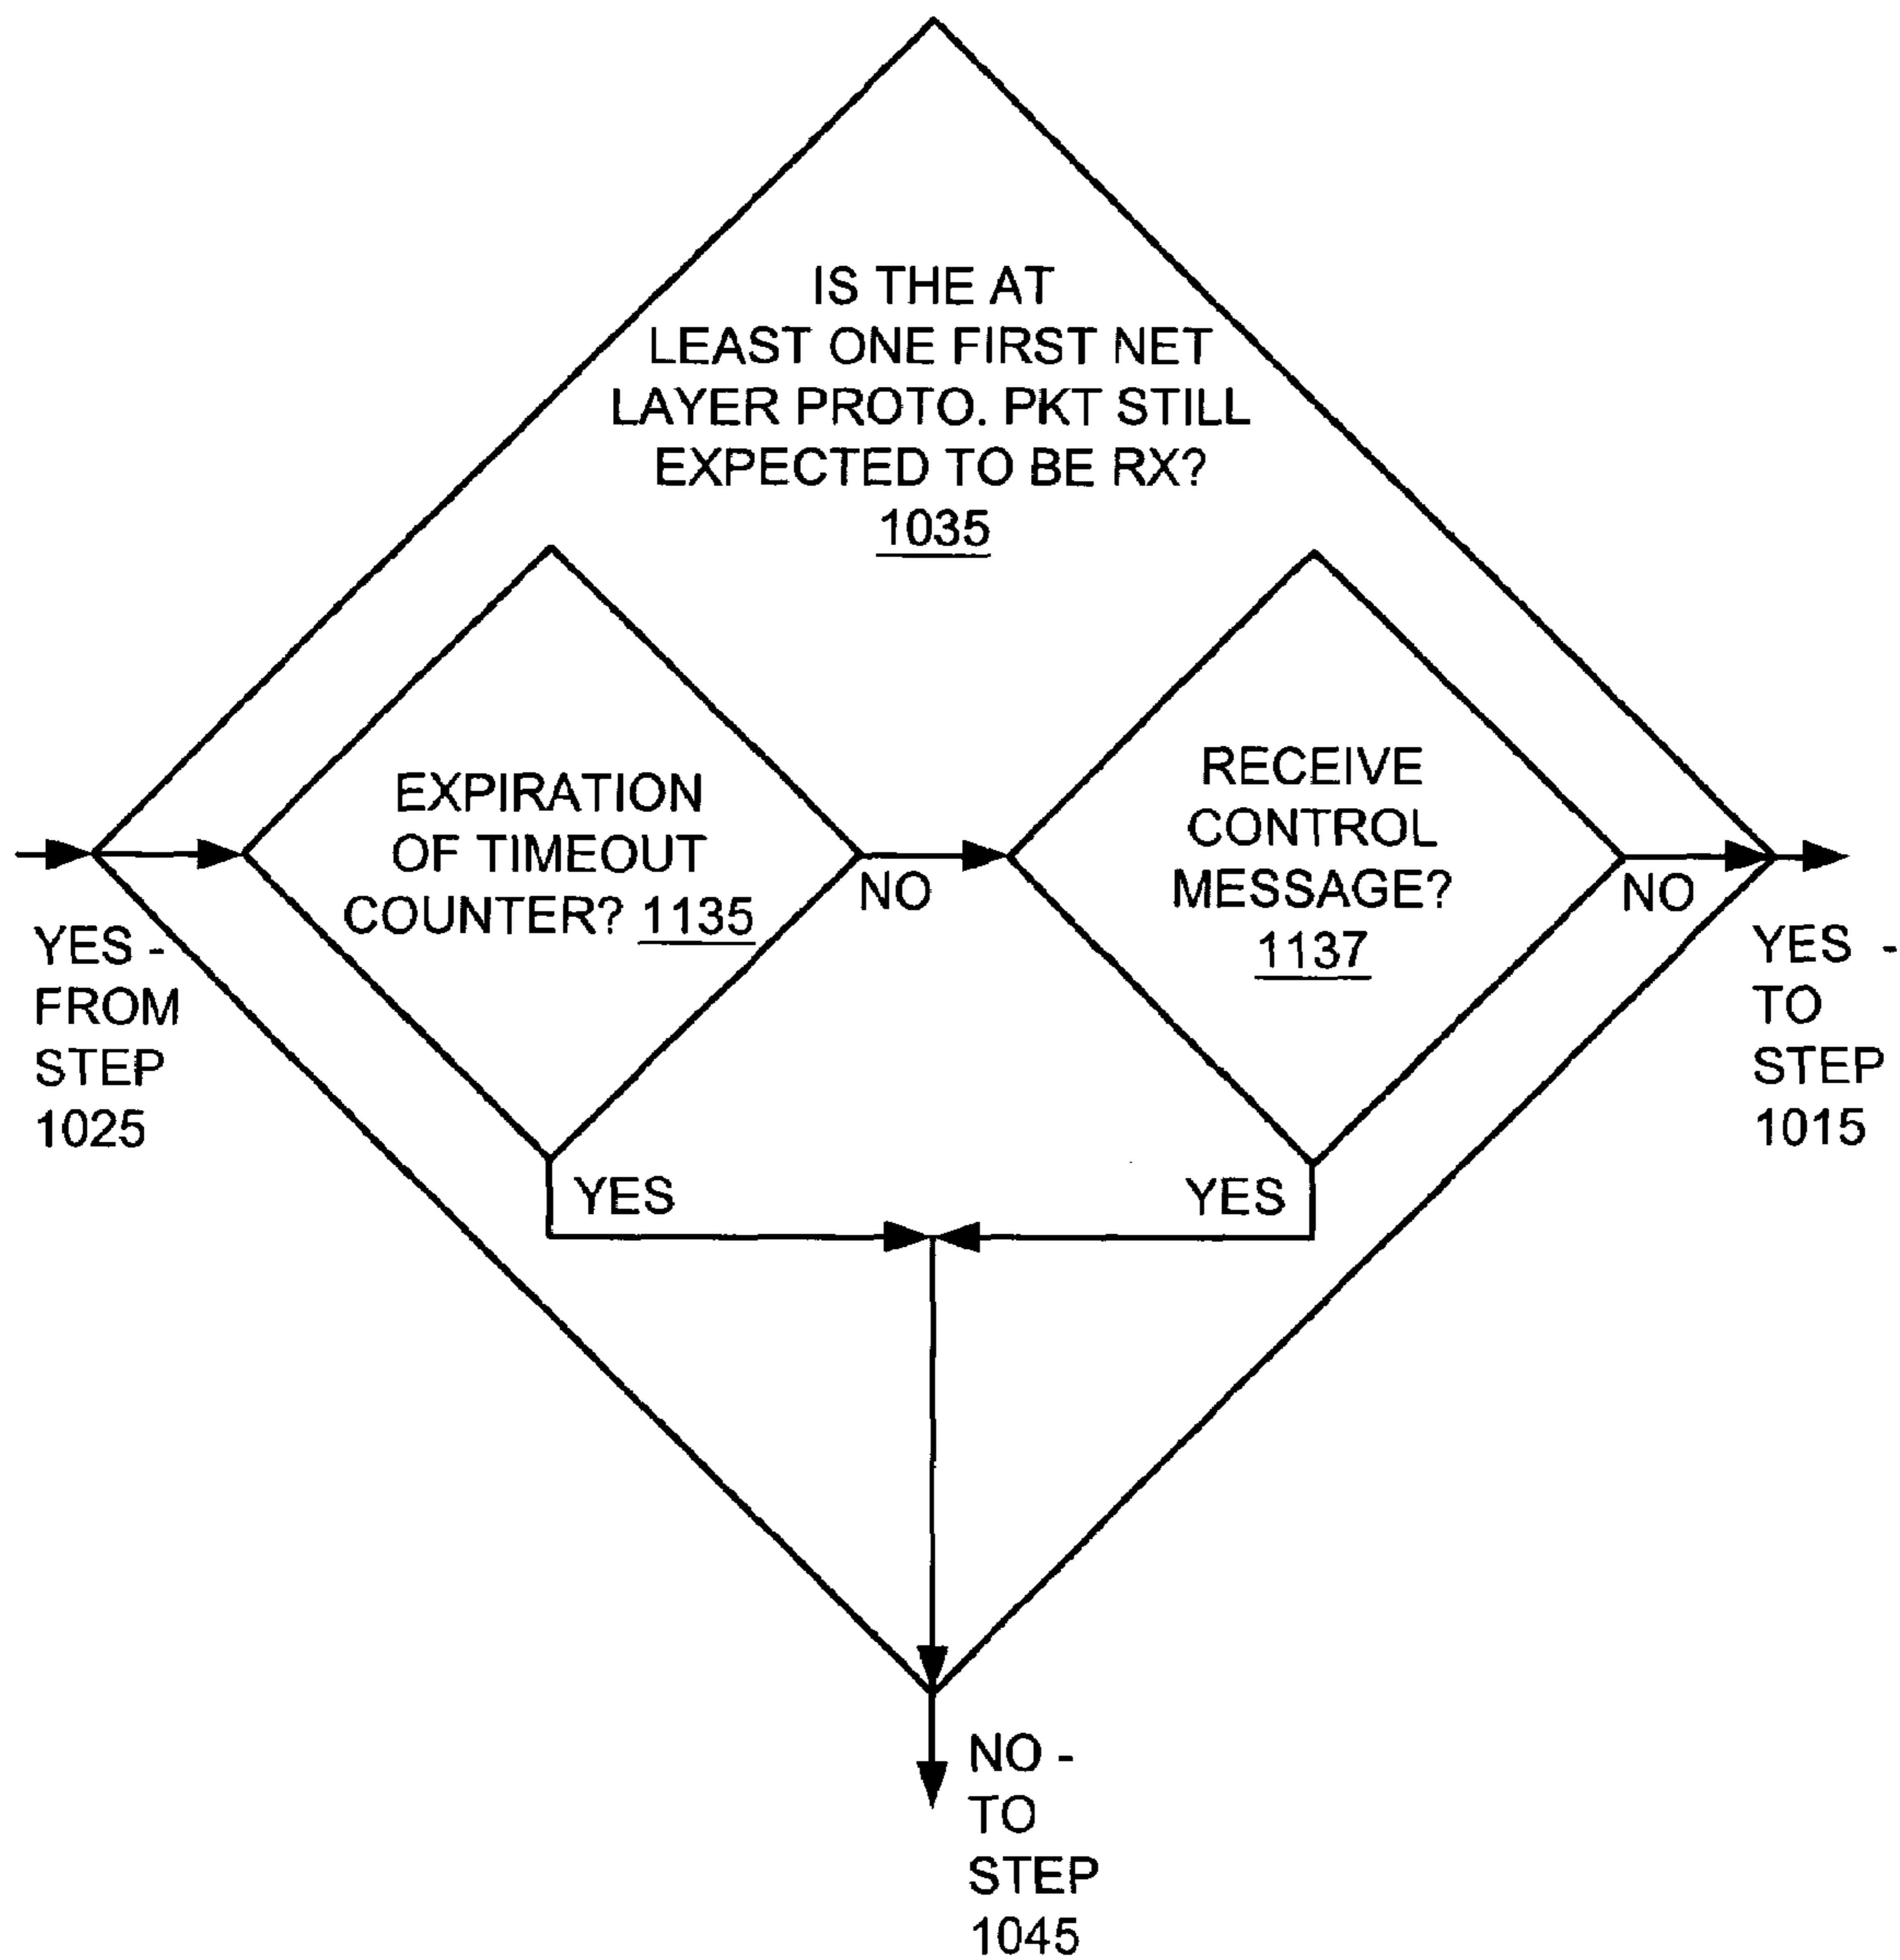 IS THE AT
LEAST ONE FIRST NET
LAYER PROTO. PKT STILL
EXPECTED TO BE RX?
1035
EXPIRATION
OF TIMEOUT
COUNTER? 1135
NO
RECEIVE
CONTROL
MESSAGE?
1137
NO
YES -
FROM
STEP
1025
YES -
TO
STEP
1015
YES
YES
NO -
TO
STEP
1045